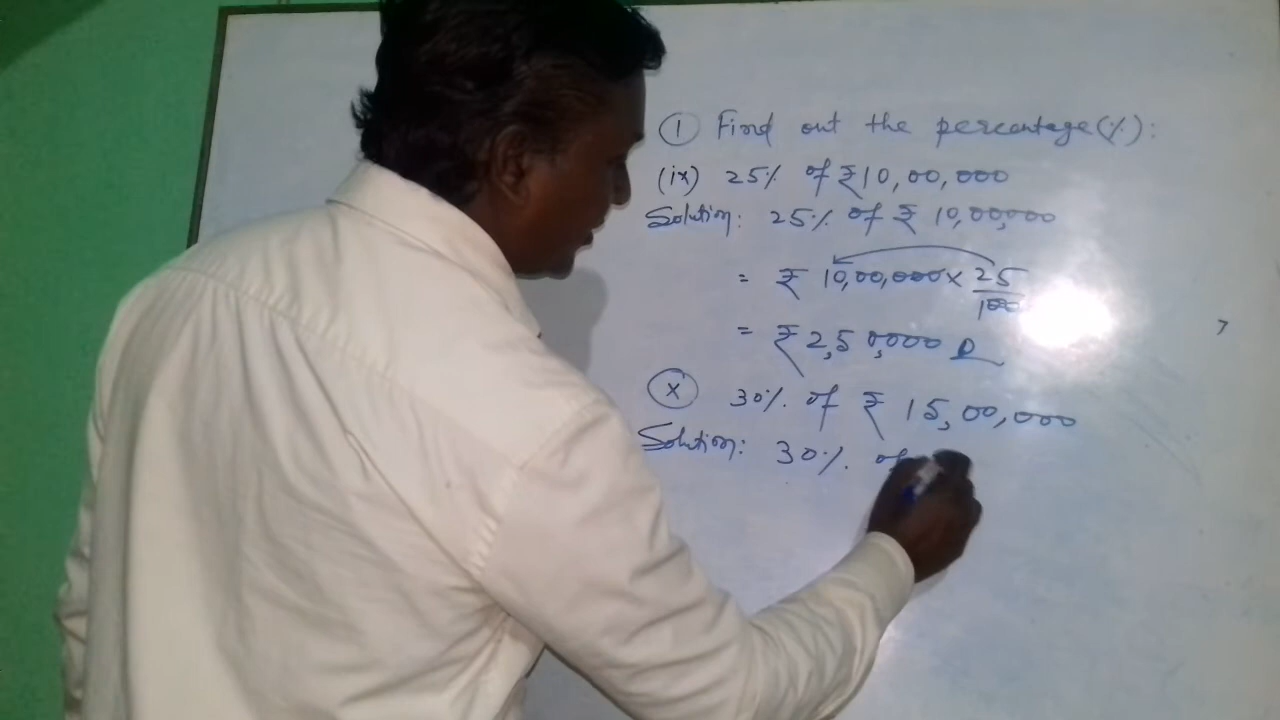 ① Find out the percentage(%):
(ix) 25% of ₹10,00,000
Solution: 25% of ₹ 10,00,000
= ₹ 10,00,000 × 25/100
= ₹ 2,50,000
ⓧ 30% of ₹ 15,00,000
Solution: 30% of